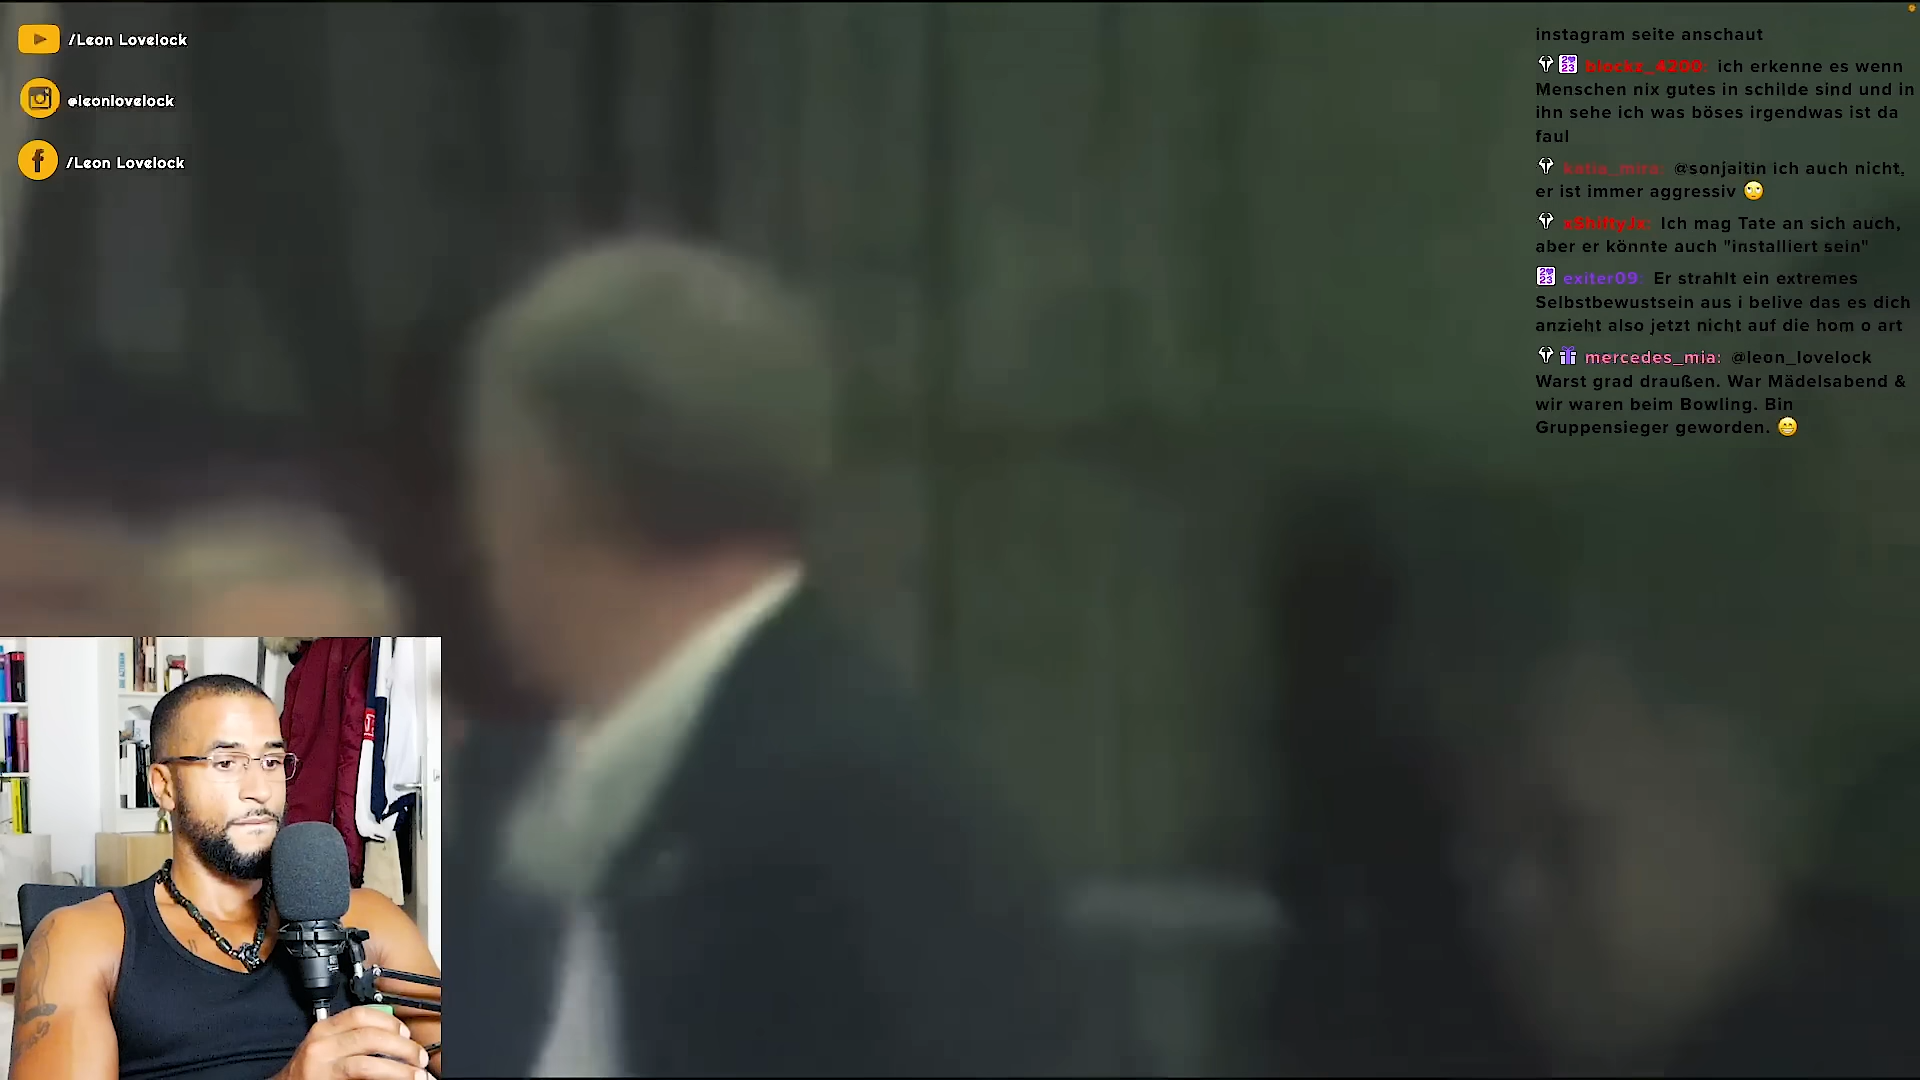 /Leon Lovelock
@leonlovelock
/Leon Lovelock
instagram seite anschaut
blockz_4200: ich erkenne es wenn
Menschen nix gutes in schilde sind und in
ihn sehe ich was böses irgendwas ist da
faul
katia_mira: @sonjaitin ich auch nicht,
er ist immer aggressiv 🙄
xShiftyJx: Ich mag Tate an sich auch,
aber er könnte auch "installiert sein"
exiter09: Er strahlt ein extremes
Selbstbewustsein aus i belive das es dich
anzieht also jetzt nicht auf die hom o art
mercedes_mia: @leon_lovelock
Warst grad draußen. War Mädelsabend &
wir waren beim Bowling. Bin
Gruppensieger geworden. 😁